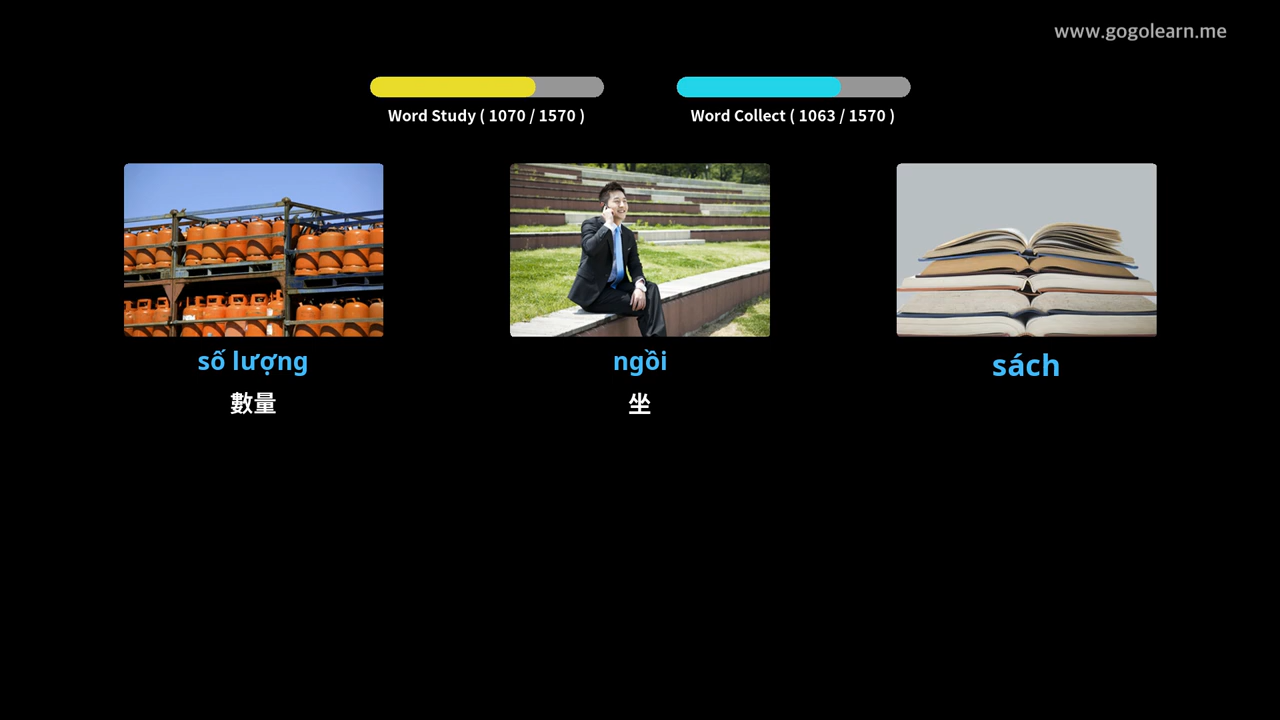 www.gogolearn.me
Word Study ( 1070 / 1570 )
Word Collect ( 1063 / 1570 )
số lượng
數量
ngồi
坐
sách